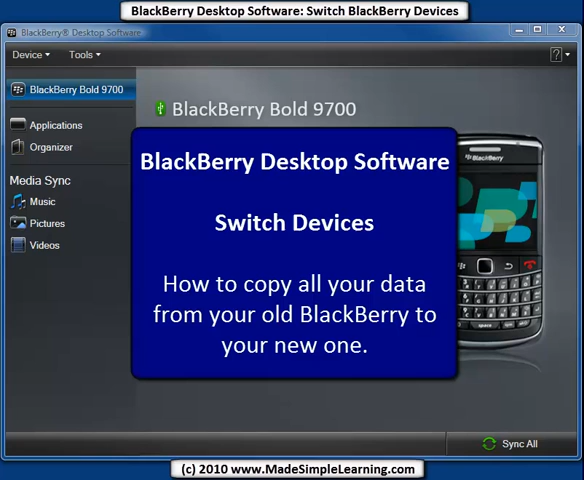 BlackBerry Desktop Software: Switch BlackBerry Devices
BlackBerry® Desktop Software
Device Tools ?
BlackBerry Bold 9700
BlackBerry Bold 9700
Applications
Organizer
Media Sync
Music
Pictures
Videos
BlackBerry Desktop Software
Switch Devices
How to copy all your data
from your old BlackBerry to
your new one.
BlackBerry
Sync All
(c) 2010 www.MadeSimpleLearning.com